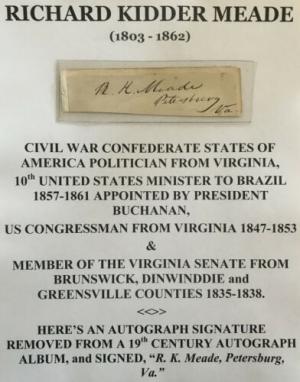 RICHARD KIDDER MEADE
(1803 - 1862)
R. K. Meade
Petersburg
Va.
CIVIL WAR CONFEDERATE STATES OF
AMERICA POLITICIAN FROM VIRGINIA,
10th UNITED STATES MINISTER TO BRAZIL
1857-1861 APPOINTED BY PRESIDENT
BUCHANAN,
US CONGRESSMAN FROM VIRGINIA 1847-1853
&
MEMBER OF THE VIRGINIA SENATE FROM
BRUNSWICK, DINWINDDIE and
GREENSVILLE COUNTIES 1835-1838.
<<>>
HERE'S AN AUTOGRAPH SIGNATURE
REMOVED FROM A 19th CENTURY AUTOGRAPH
ALBUM, and SIGNED, "R. K. Meade, Petersburg,
Va."